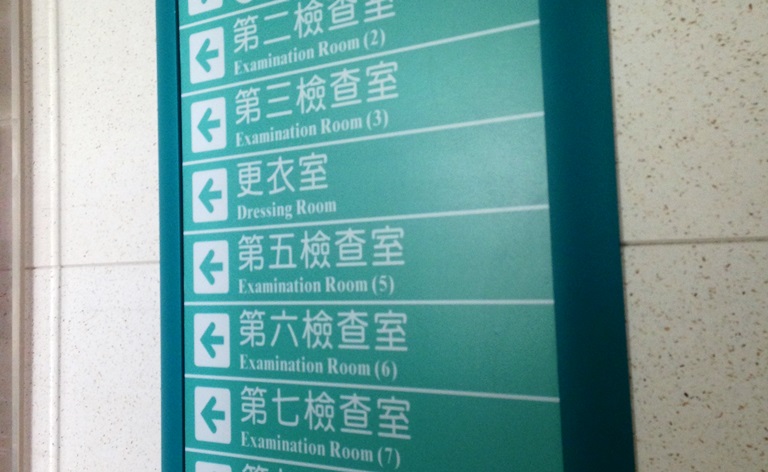 第二檢查室
Examination Room (2)
第三檢查室
Examination Room (3)
更衣室
Dressing Room
第五檢查室
Examination Room (5)
第六檢查室
Examination Room (6)
第七檢查室
Examination Room (7)